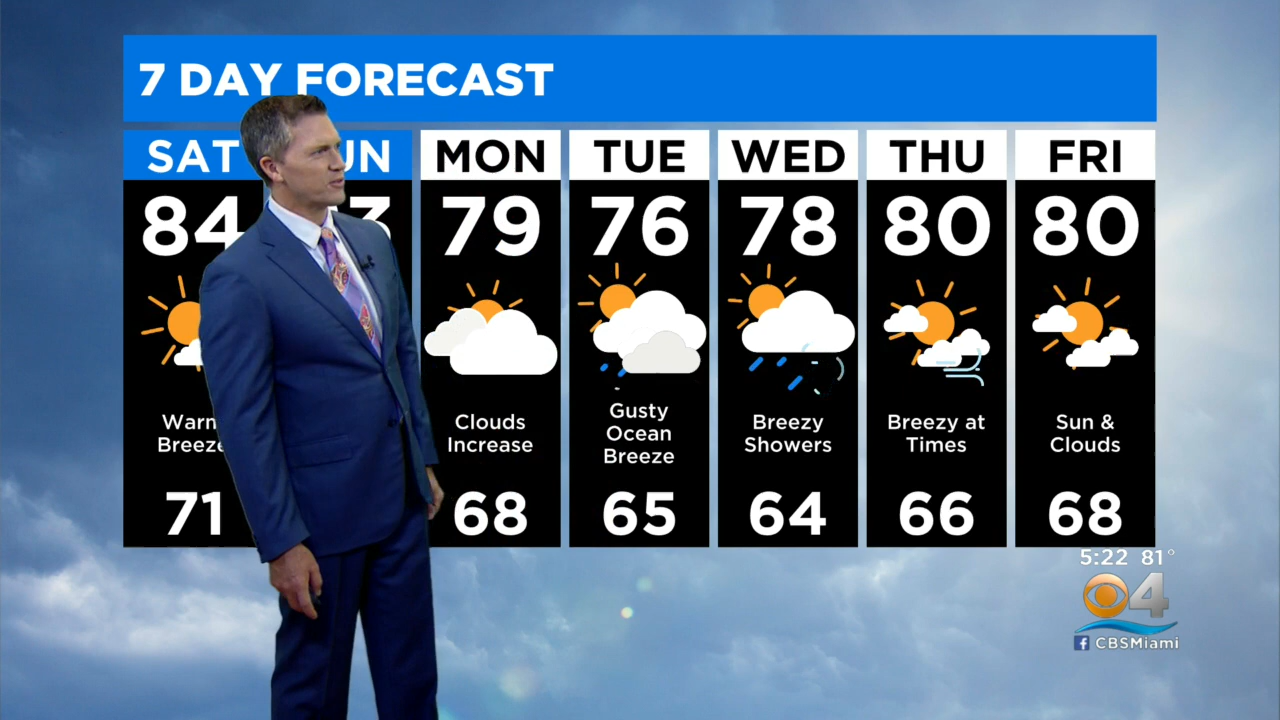 7 DAY FORECAST
SAT MON TUE WED THU FRI
84 79 76 78 80 80
Clouds
Increase
Gusty
Ocean
Breeze
Breezy
Showers
Breezy at
Times
Sun &
Clouds
71 68 65 64 66 68
5:22 81°
4
CBSMiami